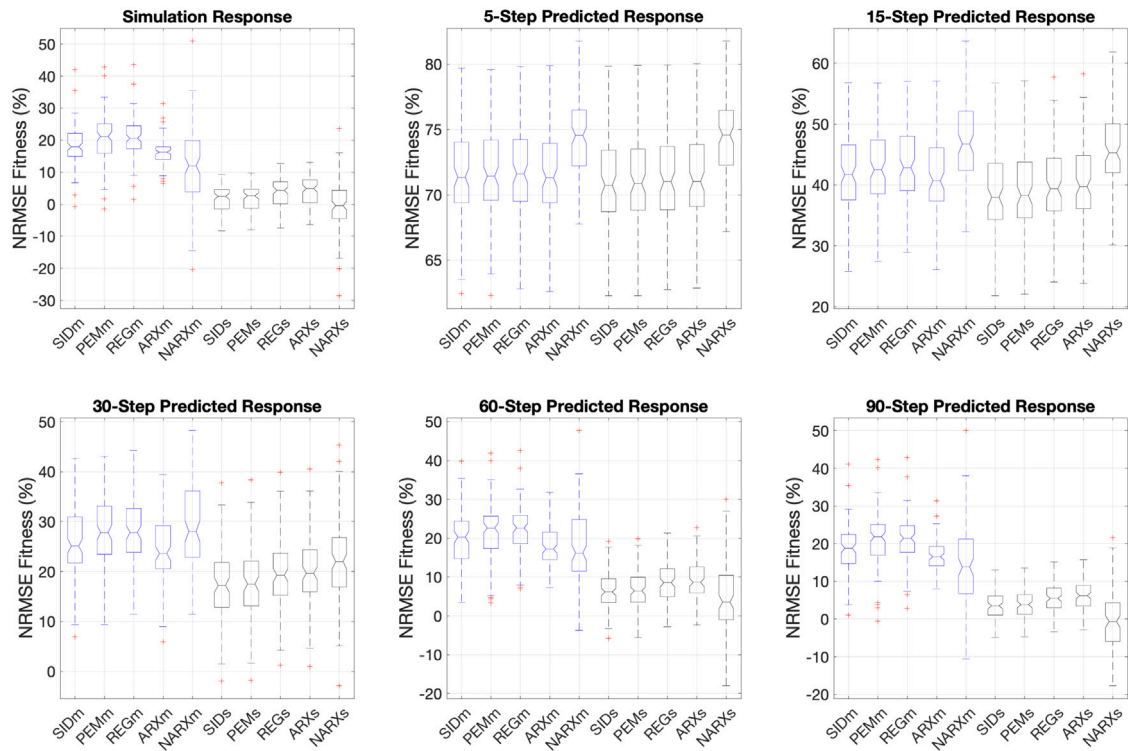 Simulation Response
NRMSE Fitness (%)
50
40
30
20
10
0
-10
-20
-30
SIDm
PEMm
REGm
ARXm
NARXm
SIDs
PEMs
REGs
ARXs
NARXs
5-Step Predicted Response
NRMSE Fitness (%)
80
75
70
65
SIDm
PEMm
REGm
ARXm
NARXm
SIDs
PEMs
REGs
ARXs
NARXs
15-Step Predicted Response
NRMSE Fitness (%)
60
50
40
30
20
SIDm
PEMm
REGm
ARXm
NARXm
SIDs
PEMs
REGs
ARXs
NARXs
30-Step Predicted Response
NRMSE Fitness (%)
50
40
30
20
10
0
SIDm
PEMm
REGm
ARXm
NARXm
SIDs
PEMs
REGs
ARXs
NARXs
60-Step Predicted Response
NRMSE Fitness (%)
50
40
30
20
10
0
-10
-20
SIDm
PEMm
REGm
ARXm
NARXm
SIDs
PEMs
REGs
ARXs
NARXs
90-Step Predicted Response
NRMSE Fitness (%)
50
40
30
20
10
0
-10
-20
SIDm
PEMm
REGm
ARXm
NARXm
SIDs
PEMs
REGs
ARXs
NARXs